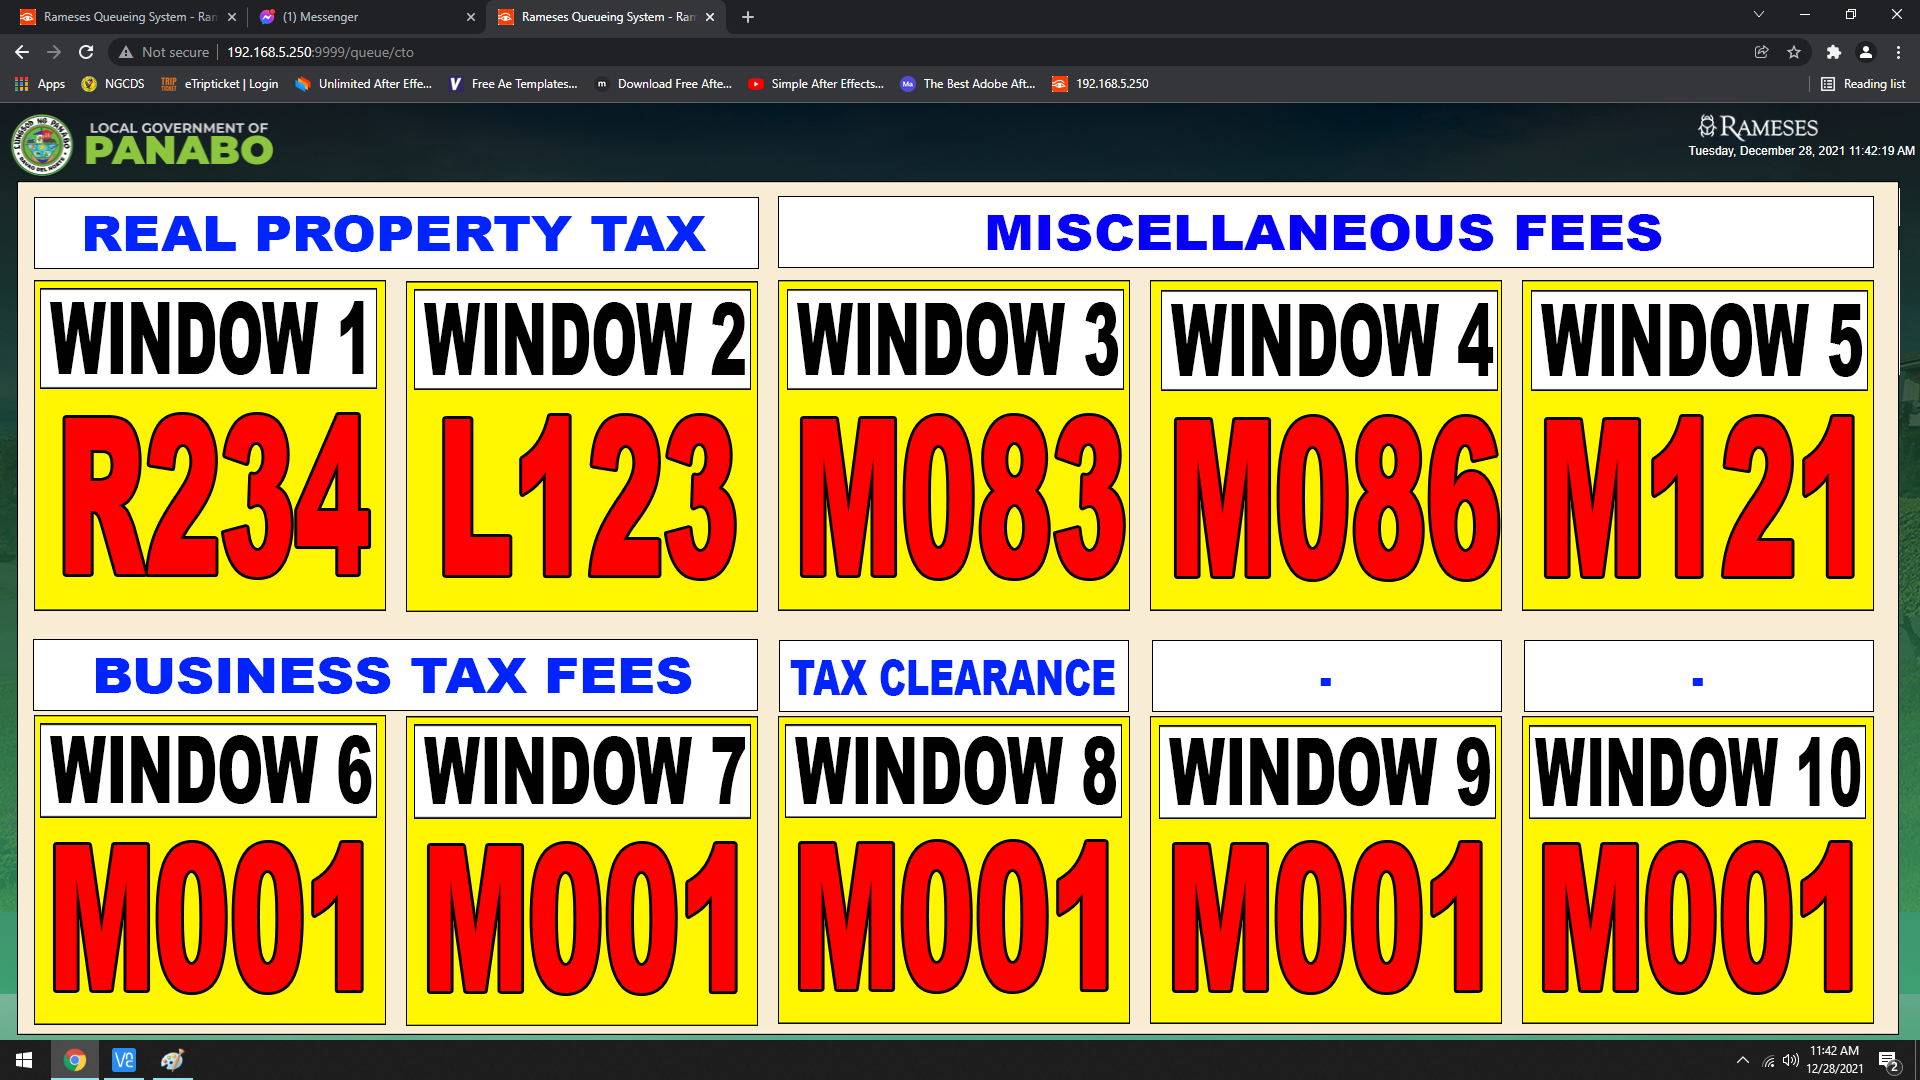 Rameses Queueing System - Ram
(1) Messenger
Rameses Queueing System - Ram
Not secure
192.168.5.250:9999/queue/cto
Apps
NGCDS
TRIP TICKET
eTripticket | Login
Unlimited After Effe...
Free Ae Templates...
Download Free Afte...
Simple After Effects...
Ma
The Best Adobe Aft...
192.168.5.250
Reading list
LOCAL GOVERNMENT OF
PANABO
RAMESES
Tuesday, December 28, 2021 11:42:19 AM
REAL PROPERTY TAX
MISCELLANEOUS FEES
WINDOW 1
WINDOW 2
WINDOW 3
WINDOW 4
WINDOW 5
R234
L123
M083
M086
M121
BUSINESS TAX FEES
TAX CLEARANCE
-
-
WINDOW 6
WINDOW 7
WINDOW 8
WINDOW 9
WINDOW 10
M001
M001
M001
M001
M001
11:42 AM
12/28/2021
2